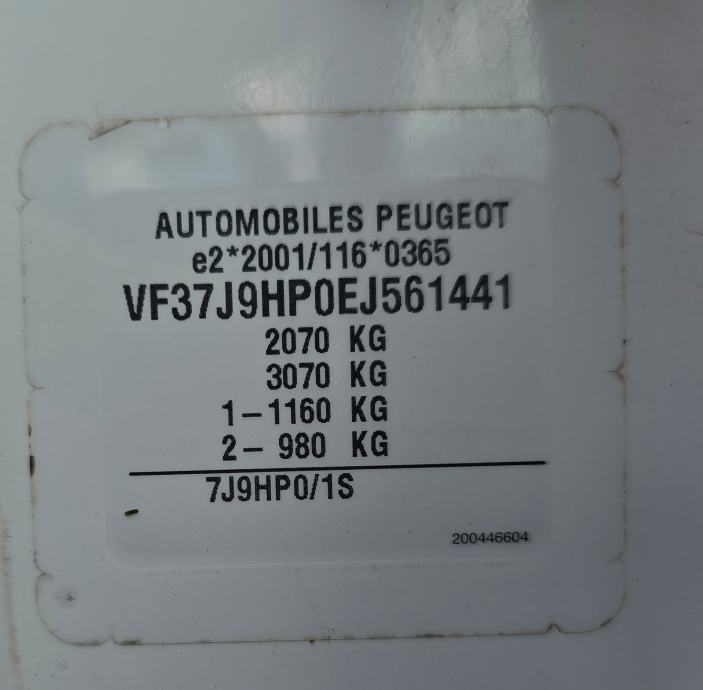 AUTOMOBILES PEUGEOT
e2*2001/116*0365
VF37J9HP0EJ561441
2070 KG
3070 KG
1–1160 KG
2– 980 KG
7J9HP0/1S
200446604